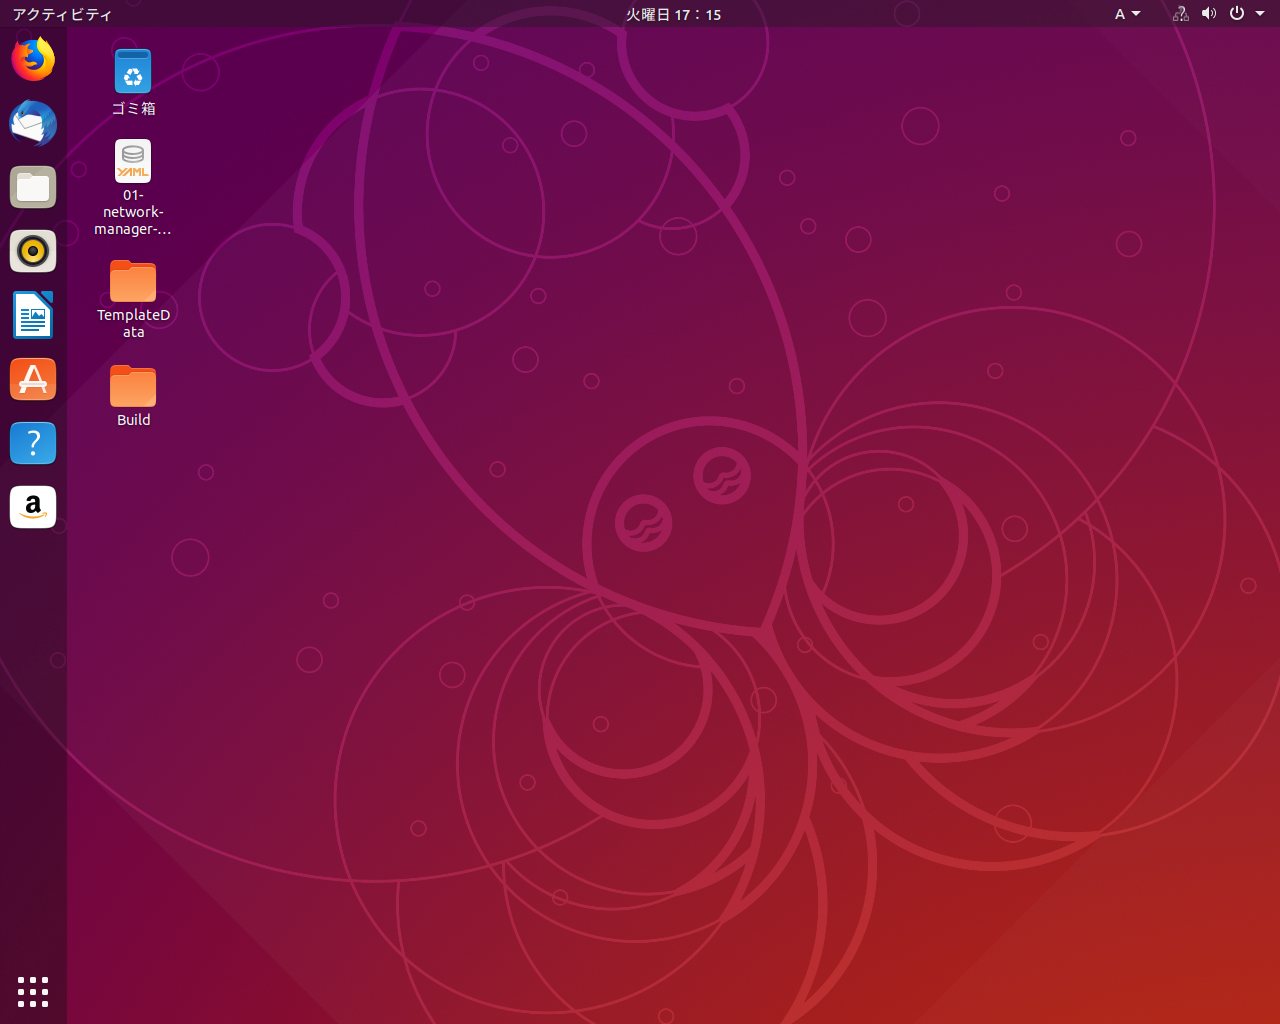 アクティビティ
火曜日 17：15
A
ゴミ箱
YAML
01-
network-
manager-…
TemplateD
ata
Build
?
a